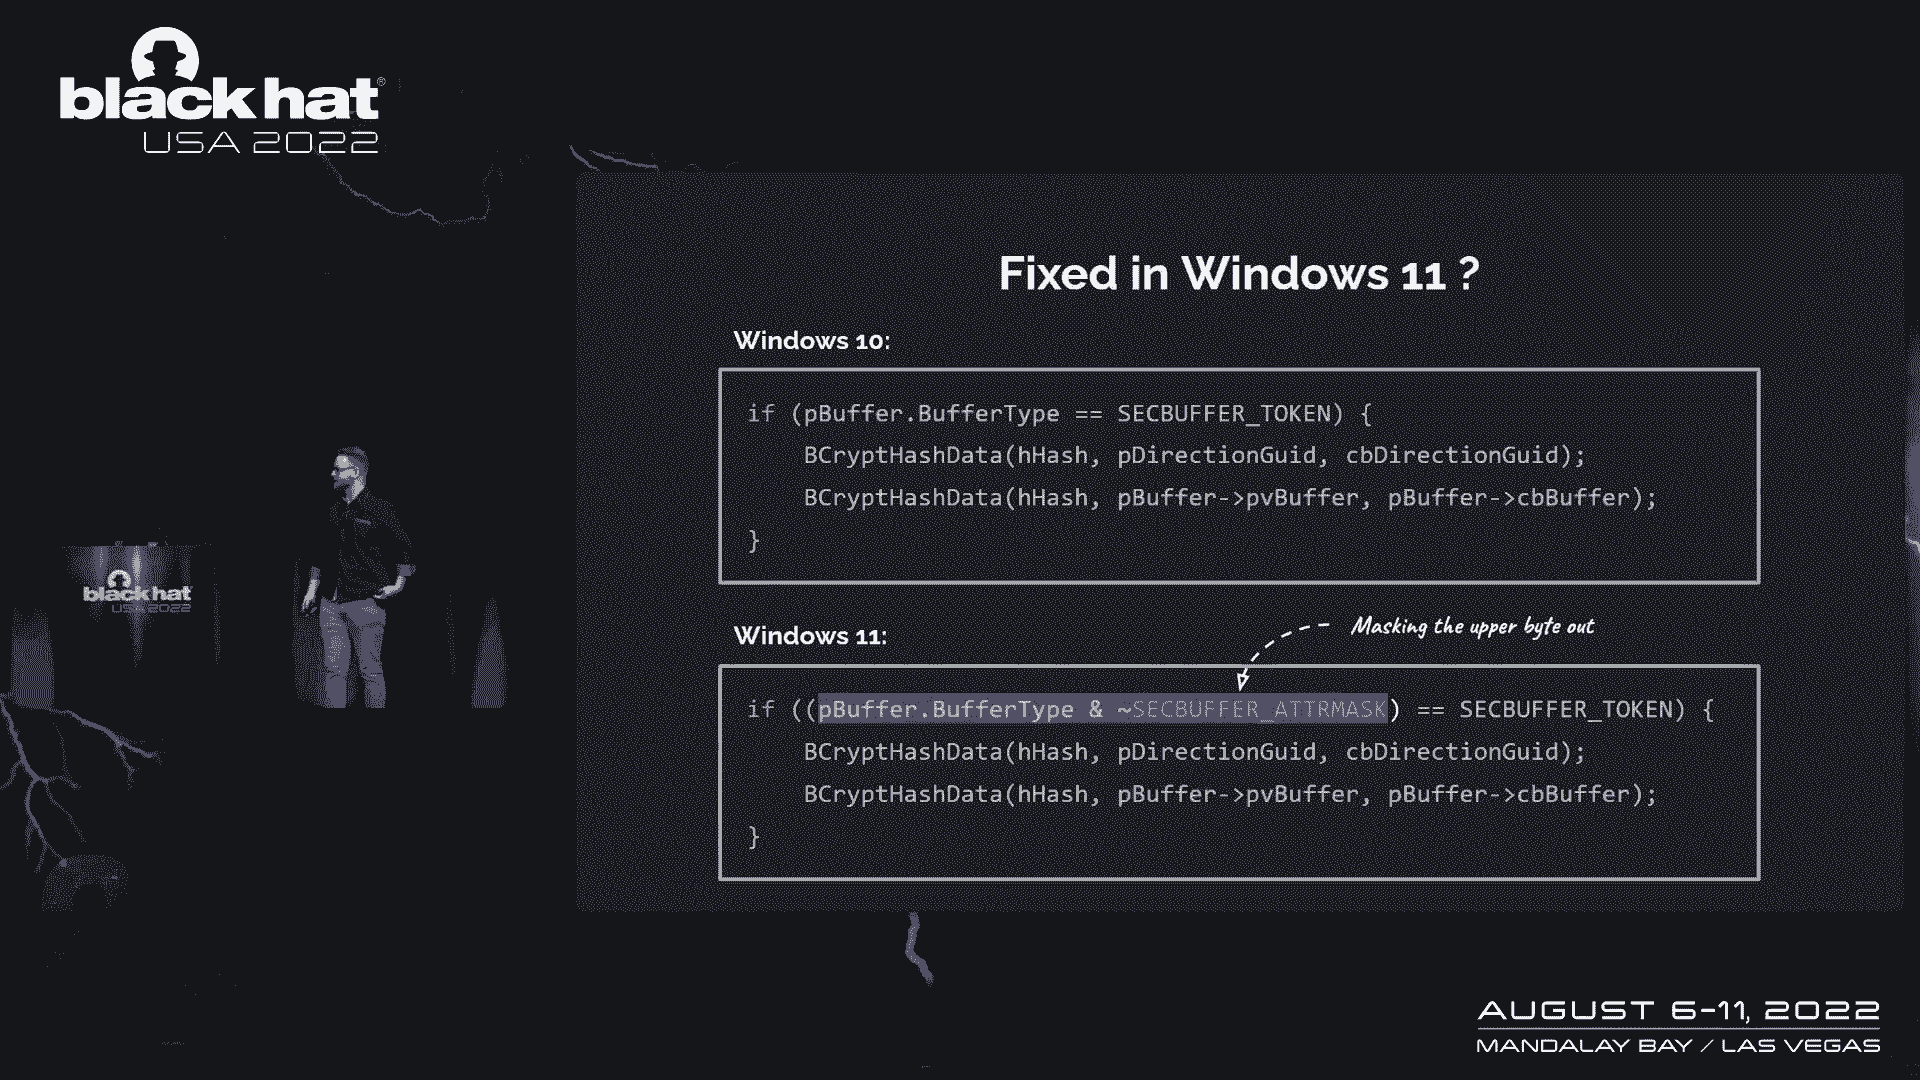 black hat®
USA 2022
Fixed in Windows 11 ?
Windows 10:
if (pBuffer.BufferType == SECBUFFER_TOKEN) {
BCryptHashData(hHash, pDirectionGuid, cbDirectionGuid);
BCryptHashData(hHash, pBuffer->pvBuffer, pBuffer->cbBuffer);
}
Masking the upper byte out
Windows 11:
if ((pBuffer.BufferType & ~SECBUFFER_ATTRMASK) == SECBUFFER_TOKEN) {
BCryptHashData(hHash, pDirectionGuid, cbDirectionGuid);
BCryptHashData(hHash, pBuffer->pvBuffer, pBuffer->cbBuffer);
}
black hat
USA 2022
AUGUST 6-11, 2022
MANDALAY BAY / LAS VEGAS